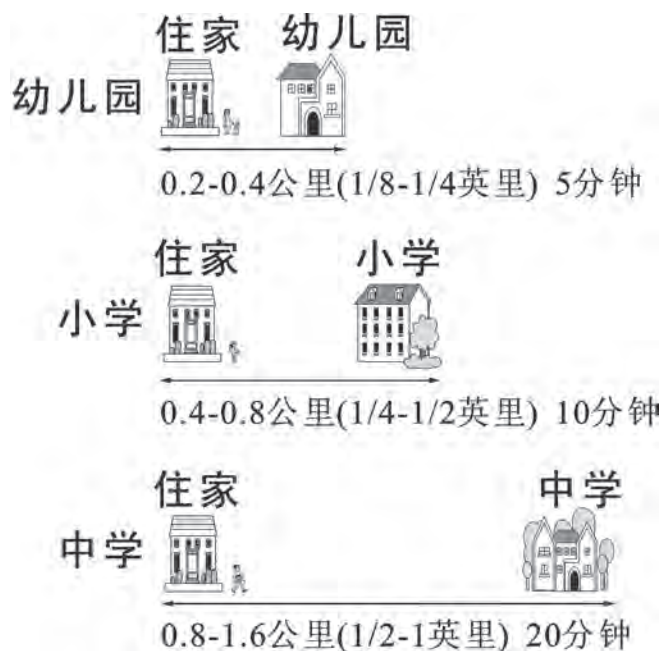 住家 幼儿园
幼儿园
0.2-0.4公里(1/8-1/4英里) 5分钟
住家 小学
小学
0.4-0.8公里(1/4-1/2英里) 10分钟
住家 中学
中学
0.8-1.6公里(1/2-1英里) 20分钟